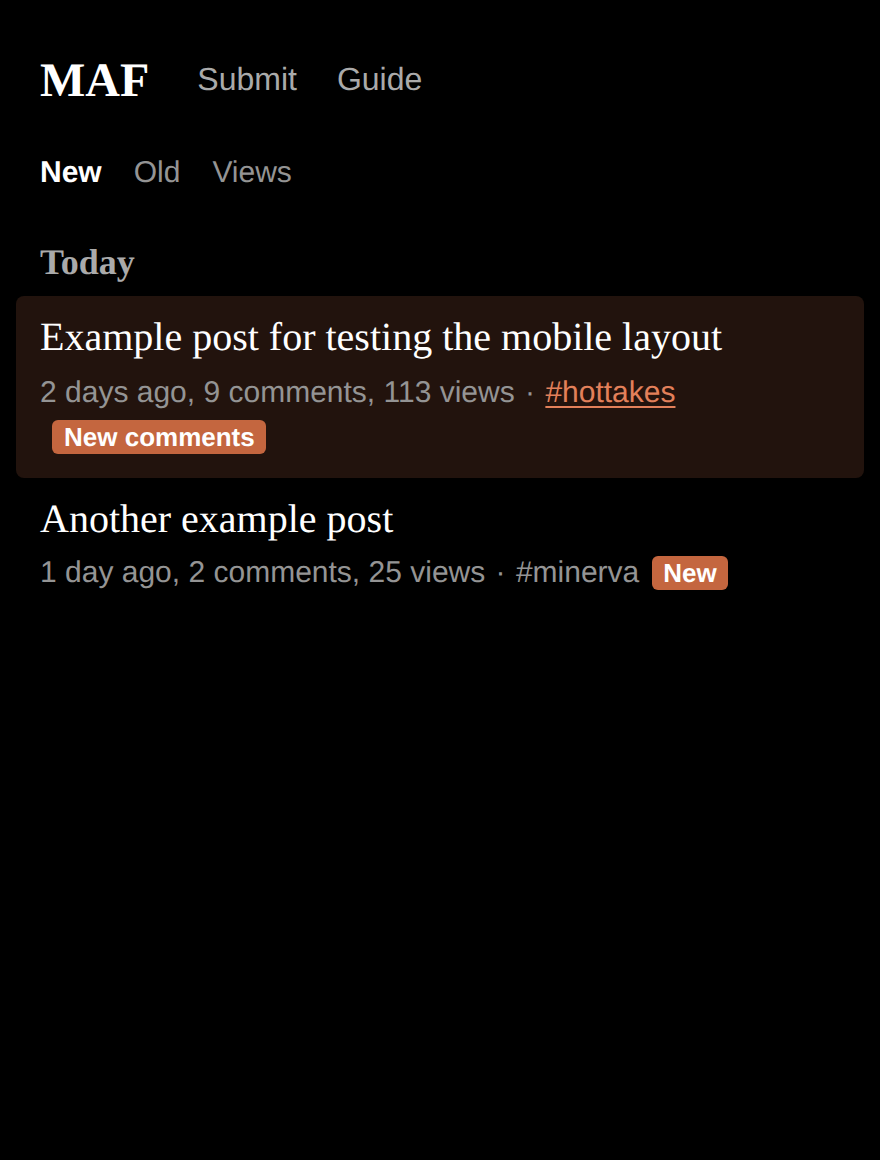 MAF Submit Guide
New Old Views
Today
Example post for testing the mobile layout
2 days ago, 9 comments, 113 views · #hottakes
New comments
Another example post
1 day ago, 2 comments, 25 views · #minerva New